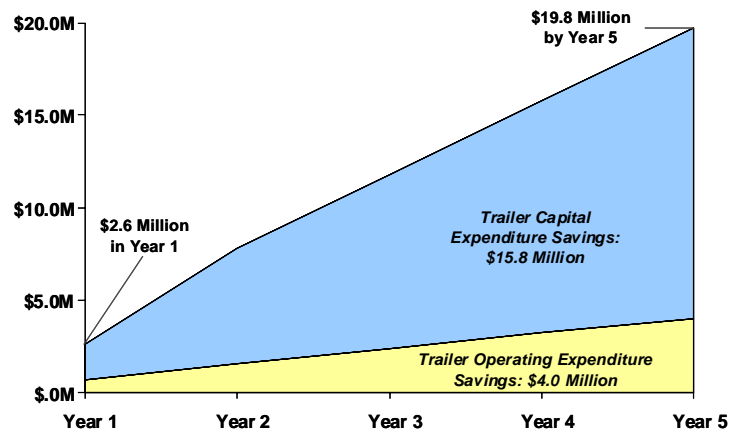 $20.0M
$15.0M
$10.0M
$5.0M
$.0M
$19.8 Million
by Year 5
$2.6 Million
in Year 1
Trailer Capital
Expenditure Savings:
$15.8 Million
Trailer Operating Expenditure
Savings: $4.0 Million
Year 1
Year 2
Year 3
Year 4
Year 5